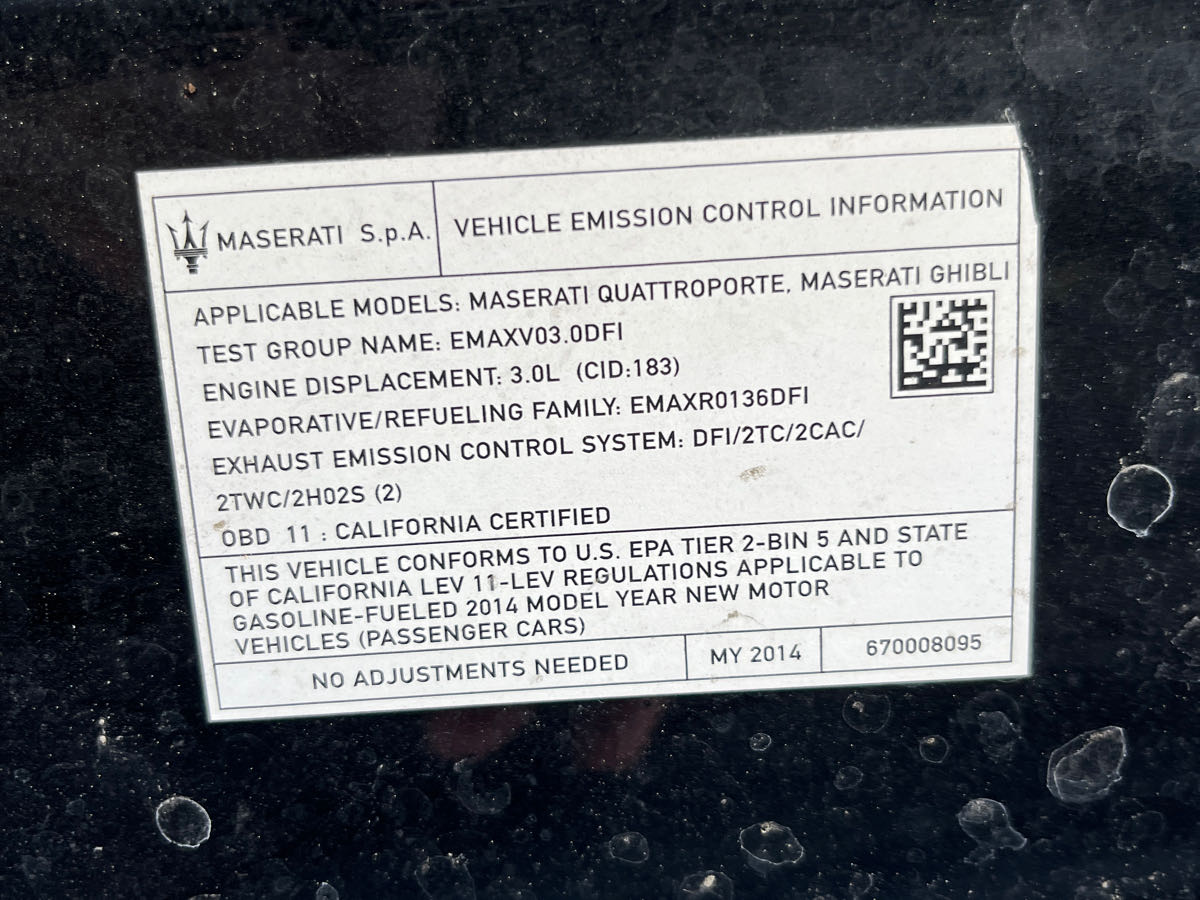 MASERATI S.p.A.
VEHICLE EMISSION CONTROL INFORMATION
APPLICABLE MODELS: MASERATI QUATTROPORTE, MASERATI GHIBLI
TEST GROUP NAME: EMAXV03.0DFI
ENGINE DISPLACEMENT: 3.0L (CID:183)
EVAPORATIVE/REFUELING FAMILY: EMAXR0136DFI
EXHAUST EMISSION CONTROL SYSTEM: DFI/2TC/2CAC/
2TWC/2H02S (2)
OBD 11 : CALIFORNIA CERTIFIED
THIS VEHICLE CONFORMS TO U.S. EPA TIER 2-BIN 5 AND STATE
OF CALIFORNIA LEV 11-LEV REGULATIONS APPLICABLE TO
GASOLINE-FUELED 2014 MODEL YEAR NEW MOTOR
VEHICLES (PASSENGER CARS)
NO ADJUSTMENTS NEEDED
MY 2014
670008095